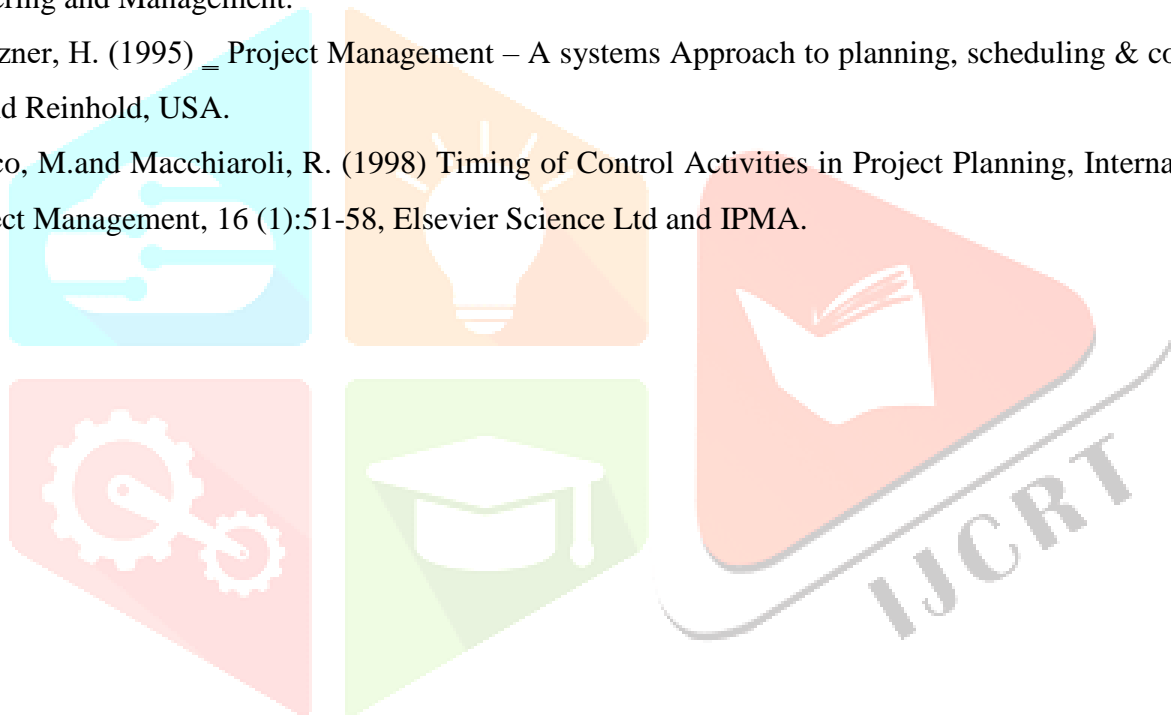 ering and Management.
zner, H. (1995) ‗ Project Management – A systems Approach to planning, scheduling & co
d Reinhold, USA.
co, M.and Macchiaroli, R. (1998) Timing of Control Activities in Project Planning, Interna
ect Management, 16 (1):51-58, Elsevier Science Ltd and IPMA.
IJCRT